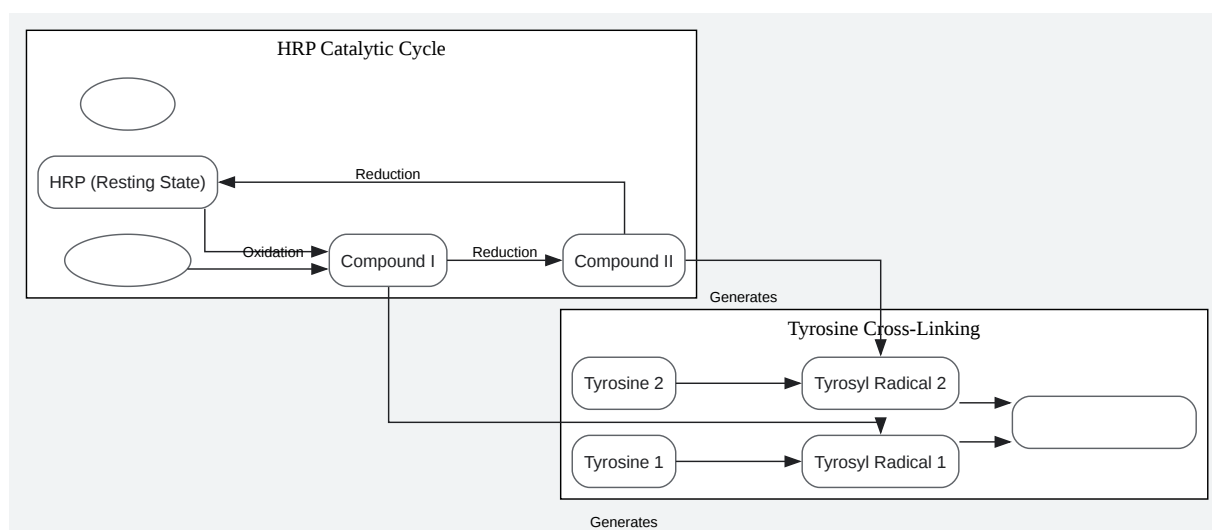 HRP Catalytic Cycle
HRP (Resting State)
Reduction
Oxidation
Compound I
Reduction
Compound II
Generates
Tyrosine Cross-Linking
Tyrosine 2
Tyrosyl Radical 2
Tyrosine 1
Tyrosyl Radical 1
Generates